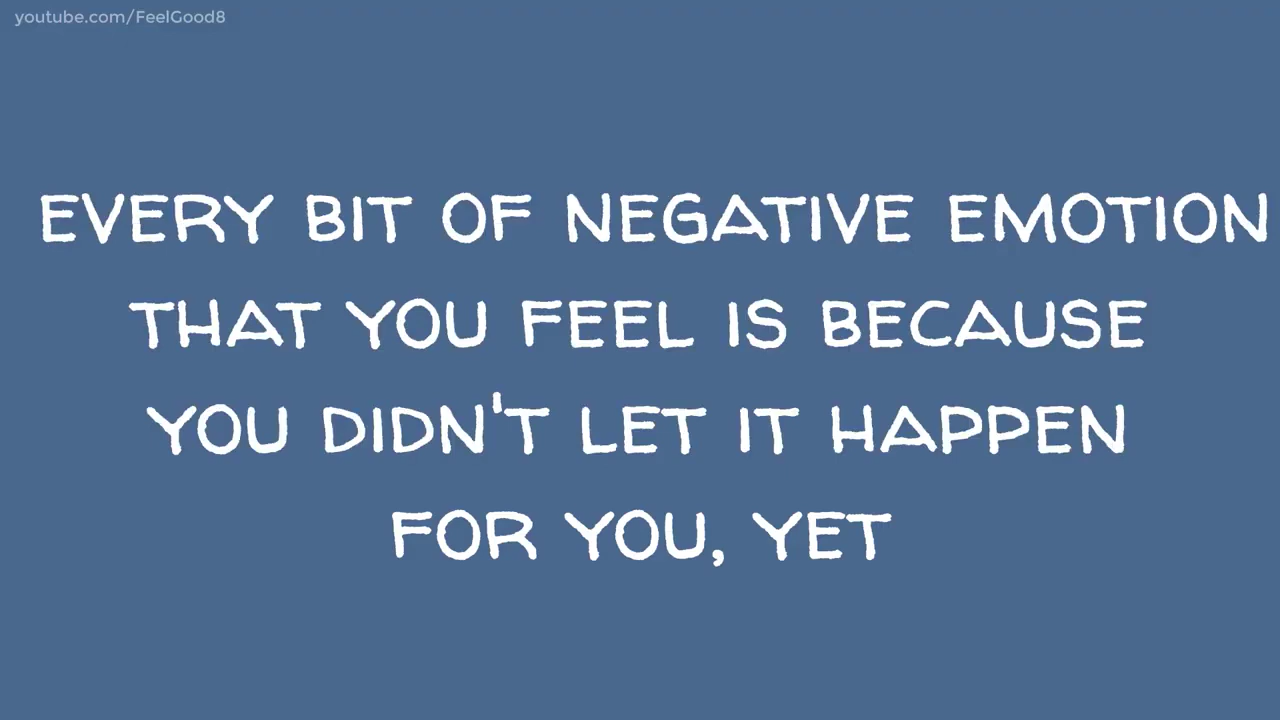 youtube.com/FeelGood8
EVERY BIT OF NEGATIVE EMOTION
THAT YOU FEEL IS BECAUSE
YOU DIDN'T LET IT HAPPEN
FOR YOU, YET